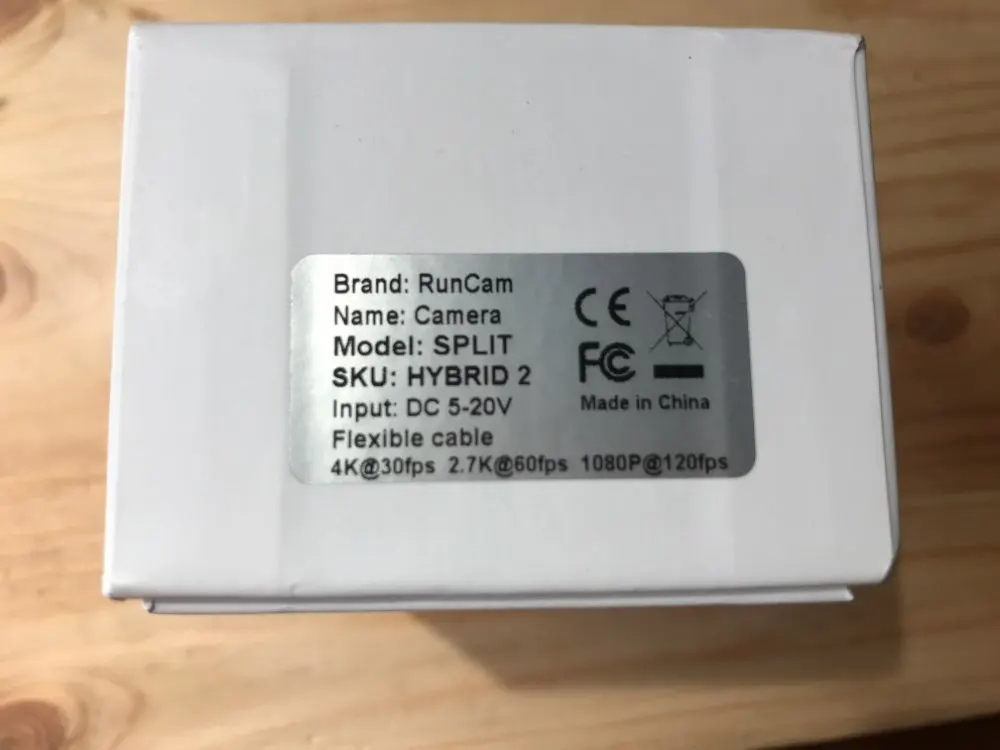 Brand: RunCam
Name: Camera
Model: SPLIT
SKU: HYBRID 2
Input: DC 5-20V
Flexible cable
4K@30fps 2.7K@60fps 1080P@120fps
CE
FC
Made in China